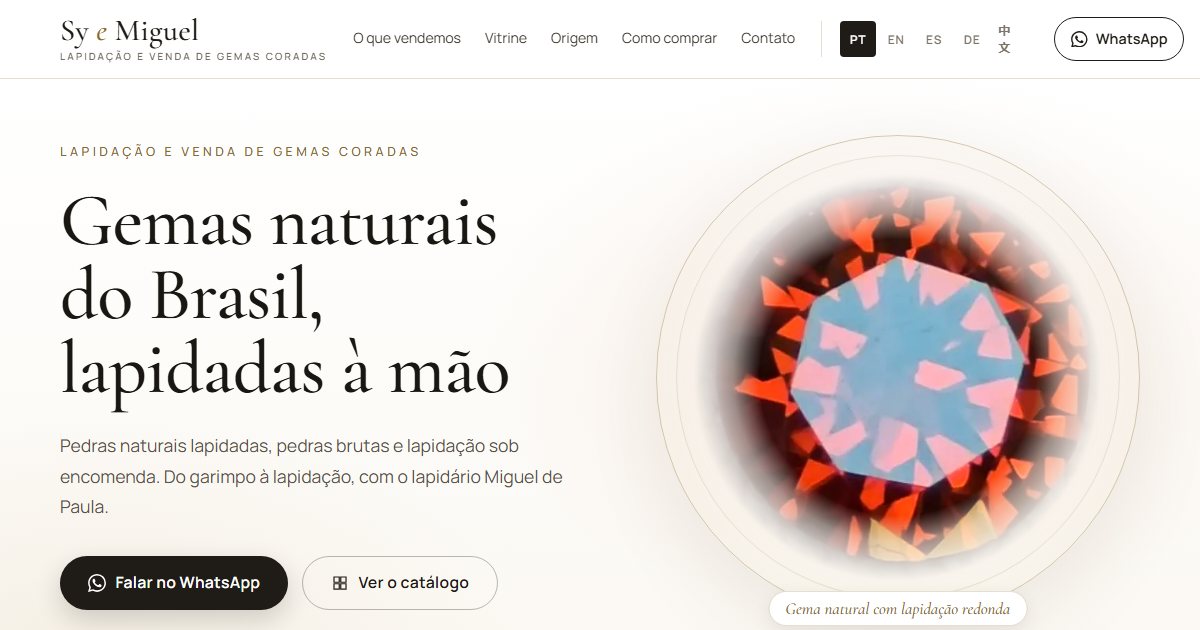 Sy e Miguel
LAPIDAÇÃO E VENDA DE GEMAS CORADAS
O que vendemos
Vitrine
Origem
Como comprar
Contato
PT
EN
ES
DE
中
文
WhatsApp
LAPIDAÇÃO E VENDA DE GEMAS CORADAS
Gemas naturais
do Brasil,
lapidadas à mão
Pedras naturais lapidadas, pedras brutas e lapidação sob
encomenda. Do garimpo à lapidação, com o lapidário Miguel de
Paula.
Falar no WhatsApp
Ver o catálogo
Gema natural com lapidação redonda